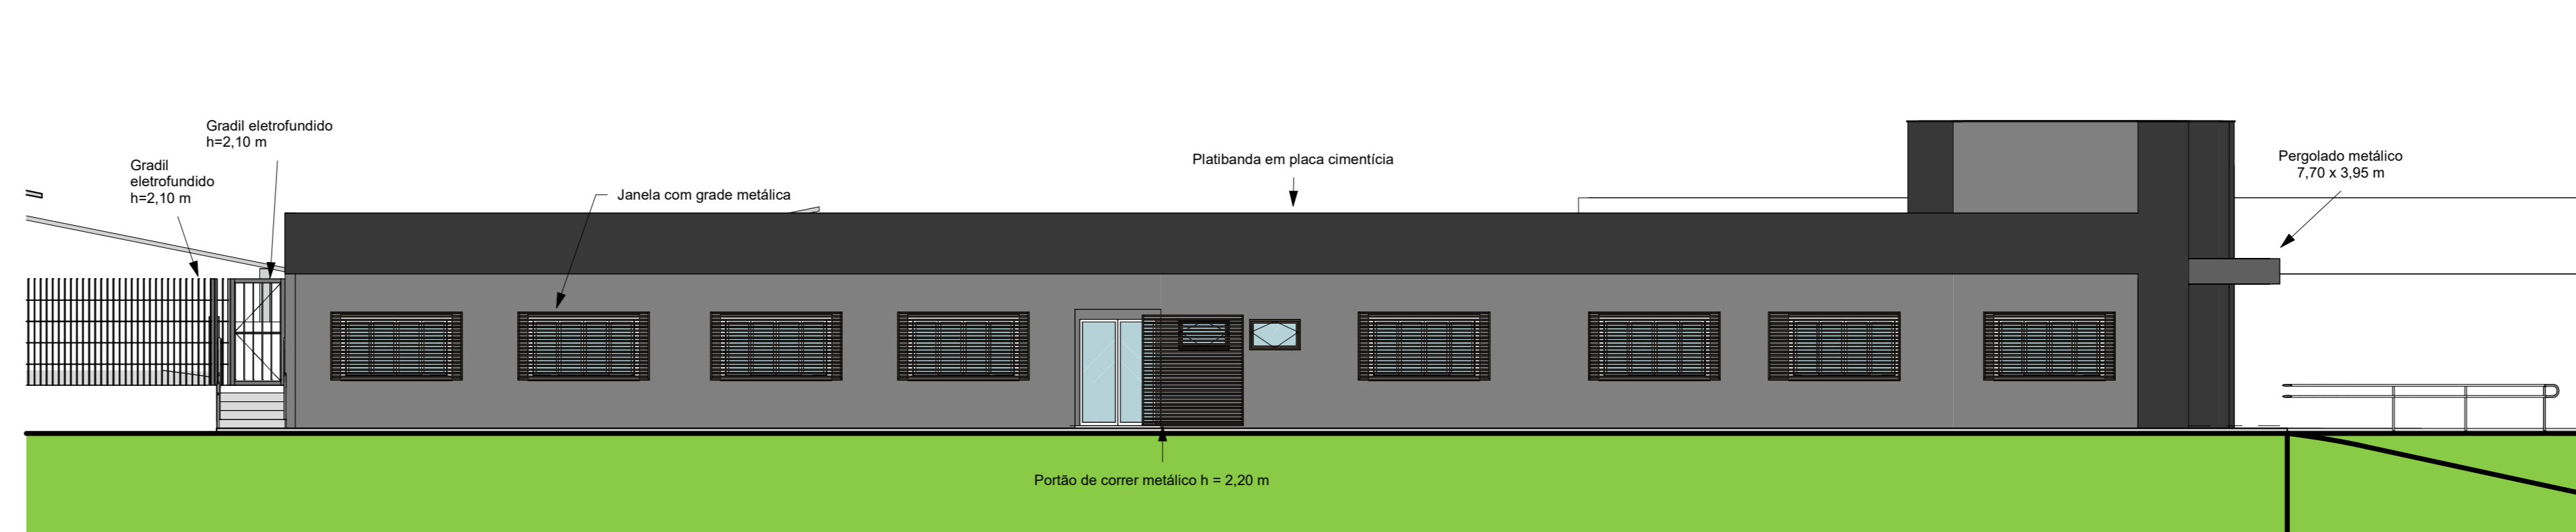 Gradil eletrofundido
h=2,10 m
Gradil
eletrofundido
h=2,10 m
Janela com grade metálica
Platibanda em placa cimentícia
Pergolado metálico
7,70 x 3,95 m
Portão de correr metálico h = 2,20 m